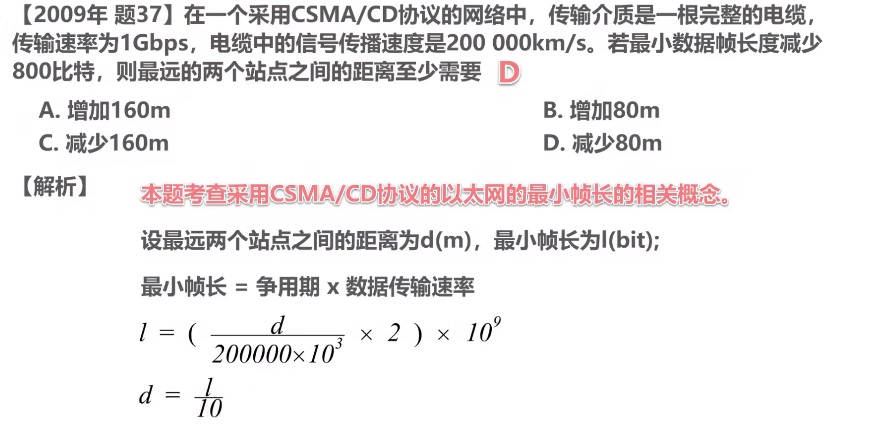 【2009年 题37】在一个采用CSMA/CD协议的网络中，传输介质是一根完整的电缆，
传输速率为1Gbps，电缆中的信号传播速度是200 000km/s。若最小数据帧长度减少
800比特，则最远的两个站点之间的距离至少需要 D
A. 增加160m B. 增加80m
C. 减少160m D. 减少80m
【解析】 本题考查采用CSMA/CD协议的以太网的最小帧长的相关概念。
设最远两个站点之间的距离为d(m)，最小帧长为l(bit);
最小帧长 = 争用期 x 数据传输速率
l = ( d / 200000×10³ × 2 ) × 10⁹
d = l / 10